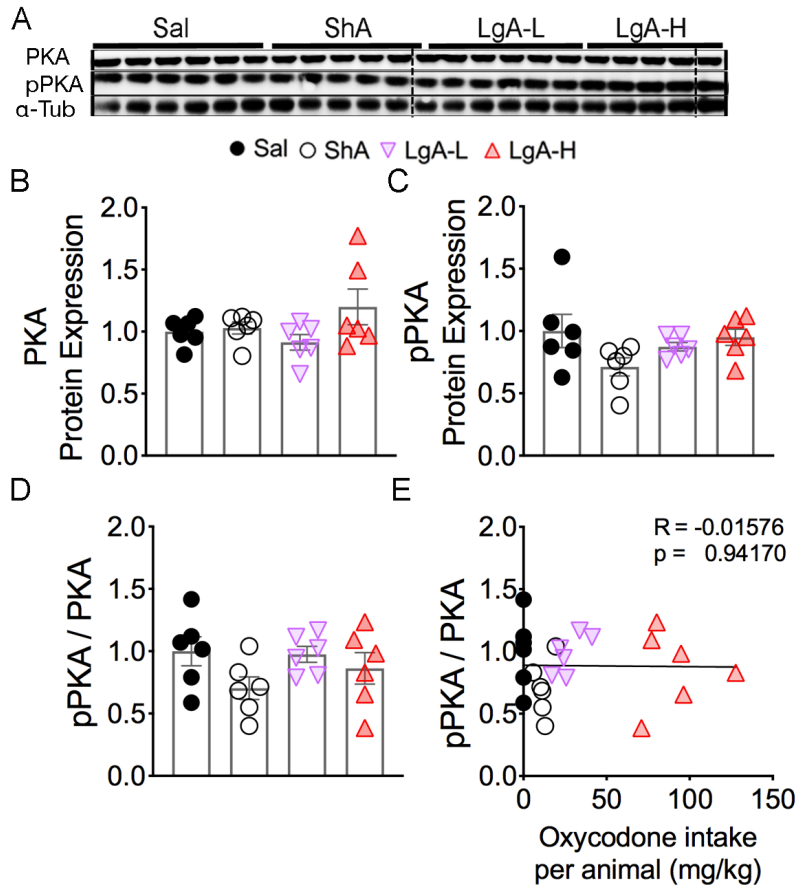 A
Sal ShA LgA-L LgA-H
PKA
pPKA
α-Tub
Sal ShA LgA-L LgA-H
B
PKA
Protein Expression
2.0
1.5
1.0
0.5
0.0
C
pPKA
Protein Expression
2.0
1.5
1.0
0.5
0.0
D
pPKA / PKA
2.0
1.5
1.0
0.5
0.0
E
pPKA / PKA
2.0
1.5
1.0
0.5
0.0
R = -0.01576
p = 0.94170
0 50 100 150
Oxycodone intake
per animal (mg/kg)